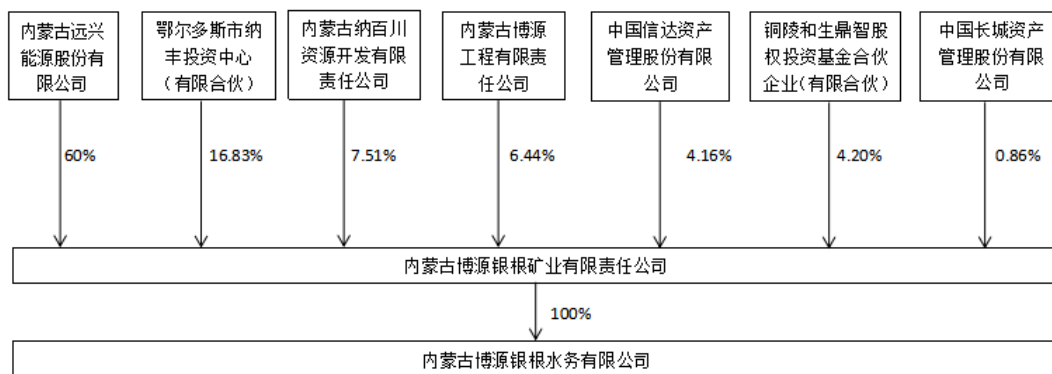 内蒙古远兴
能源股份有
限公司
鄂尔多斯市纳
丰投资中心
（有限合伙）
内蒙古纳百川
资源开发有限
责任公司
内蒙古博源
工程有限责
任公司
中国信达资产
管理股份有限
公司
铜陵和生鼎智股
权投资基金合伙
企业（有限合伙）
中国长城资产
管理股份有限
公司
60%
16.83%
7.51%
6.44%
4.16%
4.20%
0.86%
内蒙古博源银根矿业有限责任公司
100%
内蒙古博源银根水务有限公司